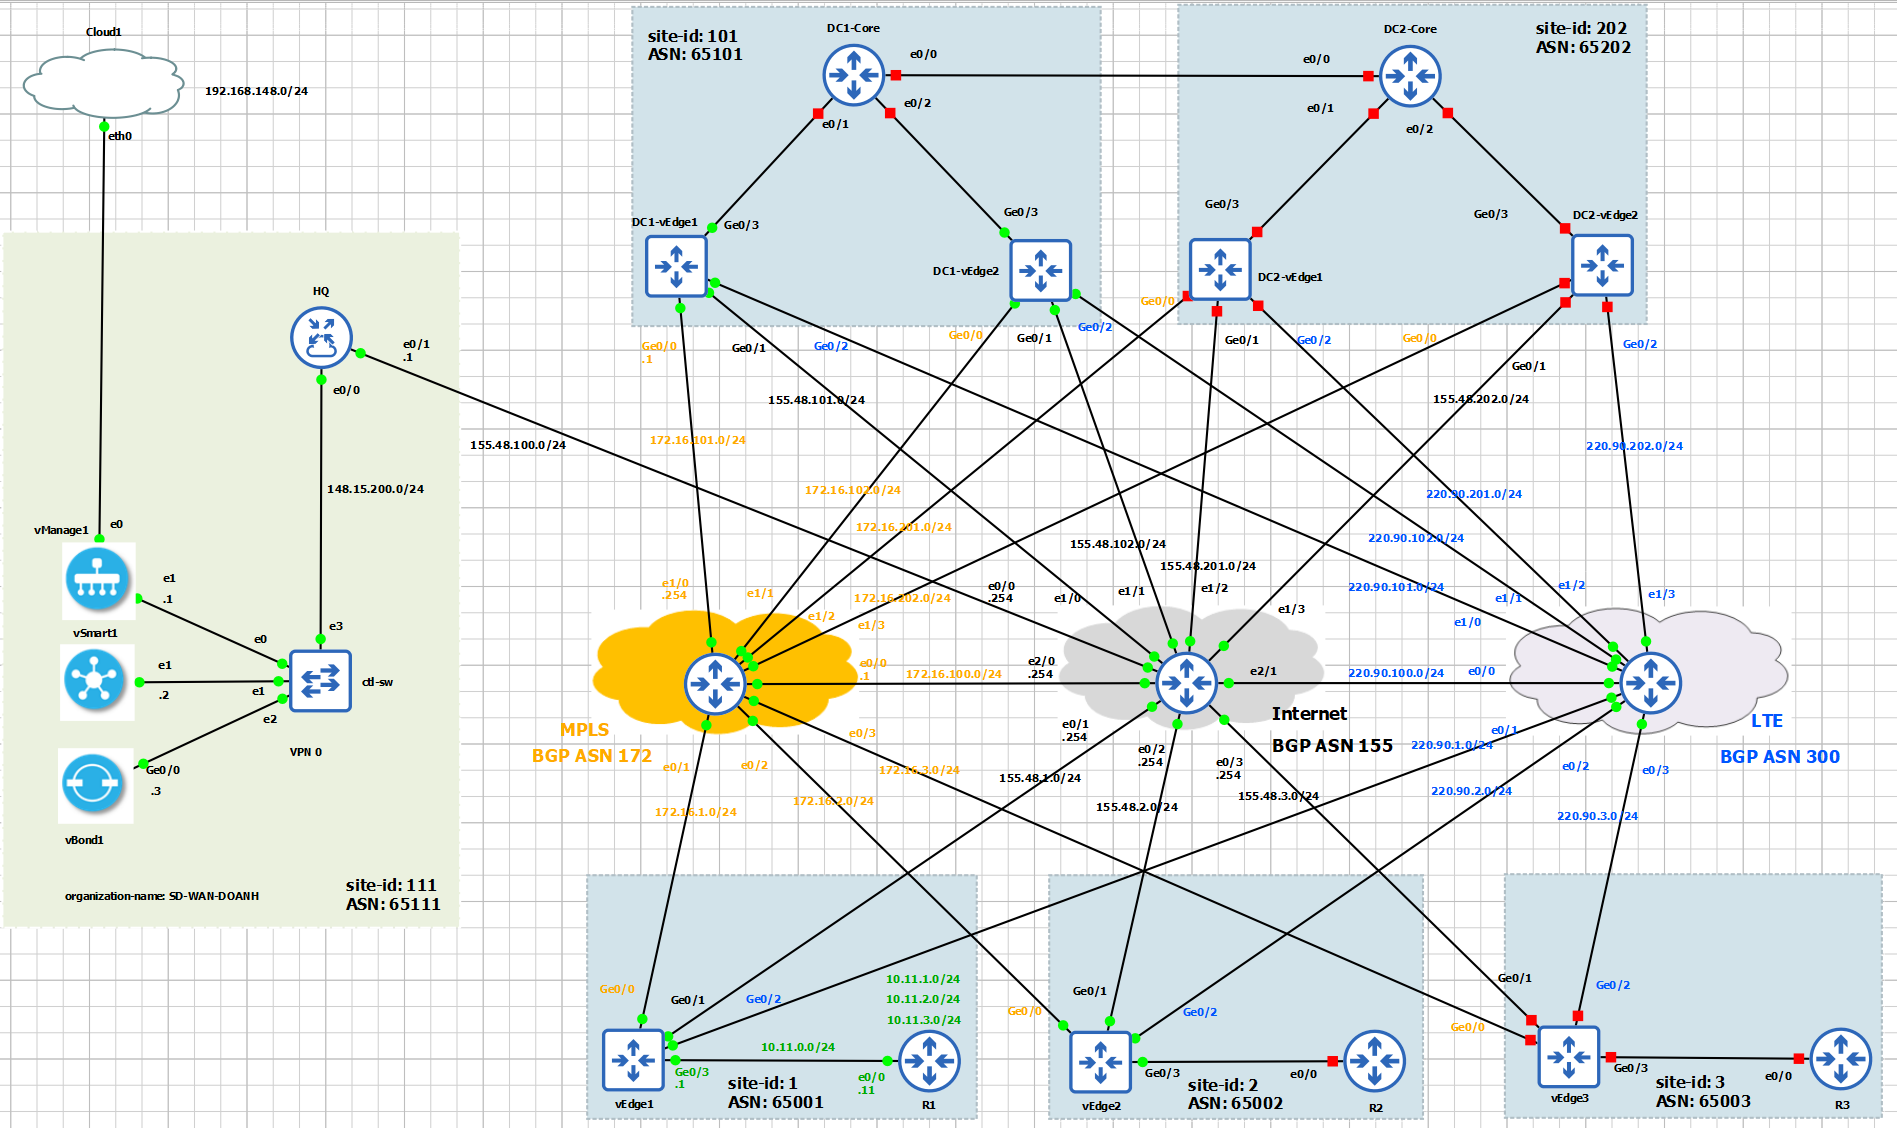 Cloud1
192.168.148.0/24
eth0
site-id: 101
ASN: 65101
DC1-Core
e0/0
e0/2
e0/1
DC1-vEdge1
Ge0/3
Ge0/3
DC1-vEdge2
Ge0/0
.1
Ge0/1
Ge0/2
Ge0/0
Ge0/1
Ge0/2
DC2-Core
site-id: 202
ASN: 65202
e0/0
e0/1
e0/2
Ge0/3
Ge0/3
DC2-vEdge2
DC2-vEdge1
Ge0/0
Ge0/1
Ge0/2
Ge0/0
Ge0/1
Ge0/2
HQ
e0/1
.1
e0/0
155.48.100.0/24
148.15.200.0/24
vManage1
e0
e1
.1
vSmart1
e0
e3
e1
.2
e1
ctl-sw
e2
Ge0/0
.3
VPN 0
vBond1
organization-name: SD-WAN-DOANH
site-id: 111
ASN: 65111
155.48.101.0/24
172.16.101.0/24
172.16.102.0/24
172.16.201.0/24
172.16.202.0/24
155.48.102.0/24
155.48.201.0/24
155.48.202.0/24
220.90.202.0/24
220.90.201.0/24
220.90.102.0/24
220.90.101.0/24
e1/0
.254
e1/1
e1/2
e1/3
e0/0
.1
172.16.100.0/24
e0/3
MPLS
BGP ASN 172
e0/1
e0/2
172.16.3.0/24
172.16.2.0/24
172.16.1.0/24
e0/0
.254
e1/0
e1/1
e1/2
e1/3
e2/0
.254
e2/1
Internet
BGP ASN 155
e0/1
.254
e0/2
.254
e0/3
.254
155.48.1.0/24
155.48.2.0/24
155.48.3.0/24
220.90.100.0/24
e0/0
e1/0
e1/1
e1/2
e1/3
LTE
BGP ASN 300
e0/1
e0/2
e0/3
220.90.1.0/24
220.90.2.0/24
220.90.3.0/24
Ge0/0
Ge0/1
Ge0/2
10.11.1.0/24
10.11.2.0/24
10.11.3.0/24
10.11.0.0/24
Ge0/3
.1
e0/0
.11
vEdge1
site-id: 1
ASN: 65001
R1
Ge0/0
Ge0/1
Ge0/2
Ge0/3
e0/0
vEdge2
site-id: 2
ASN: 65002
R2
Ge0/0
Ge0/1
Ge0/2
Ge0/3
e0/0
vEdge3
site-id: 3
ASN: 65003
R3